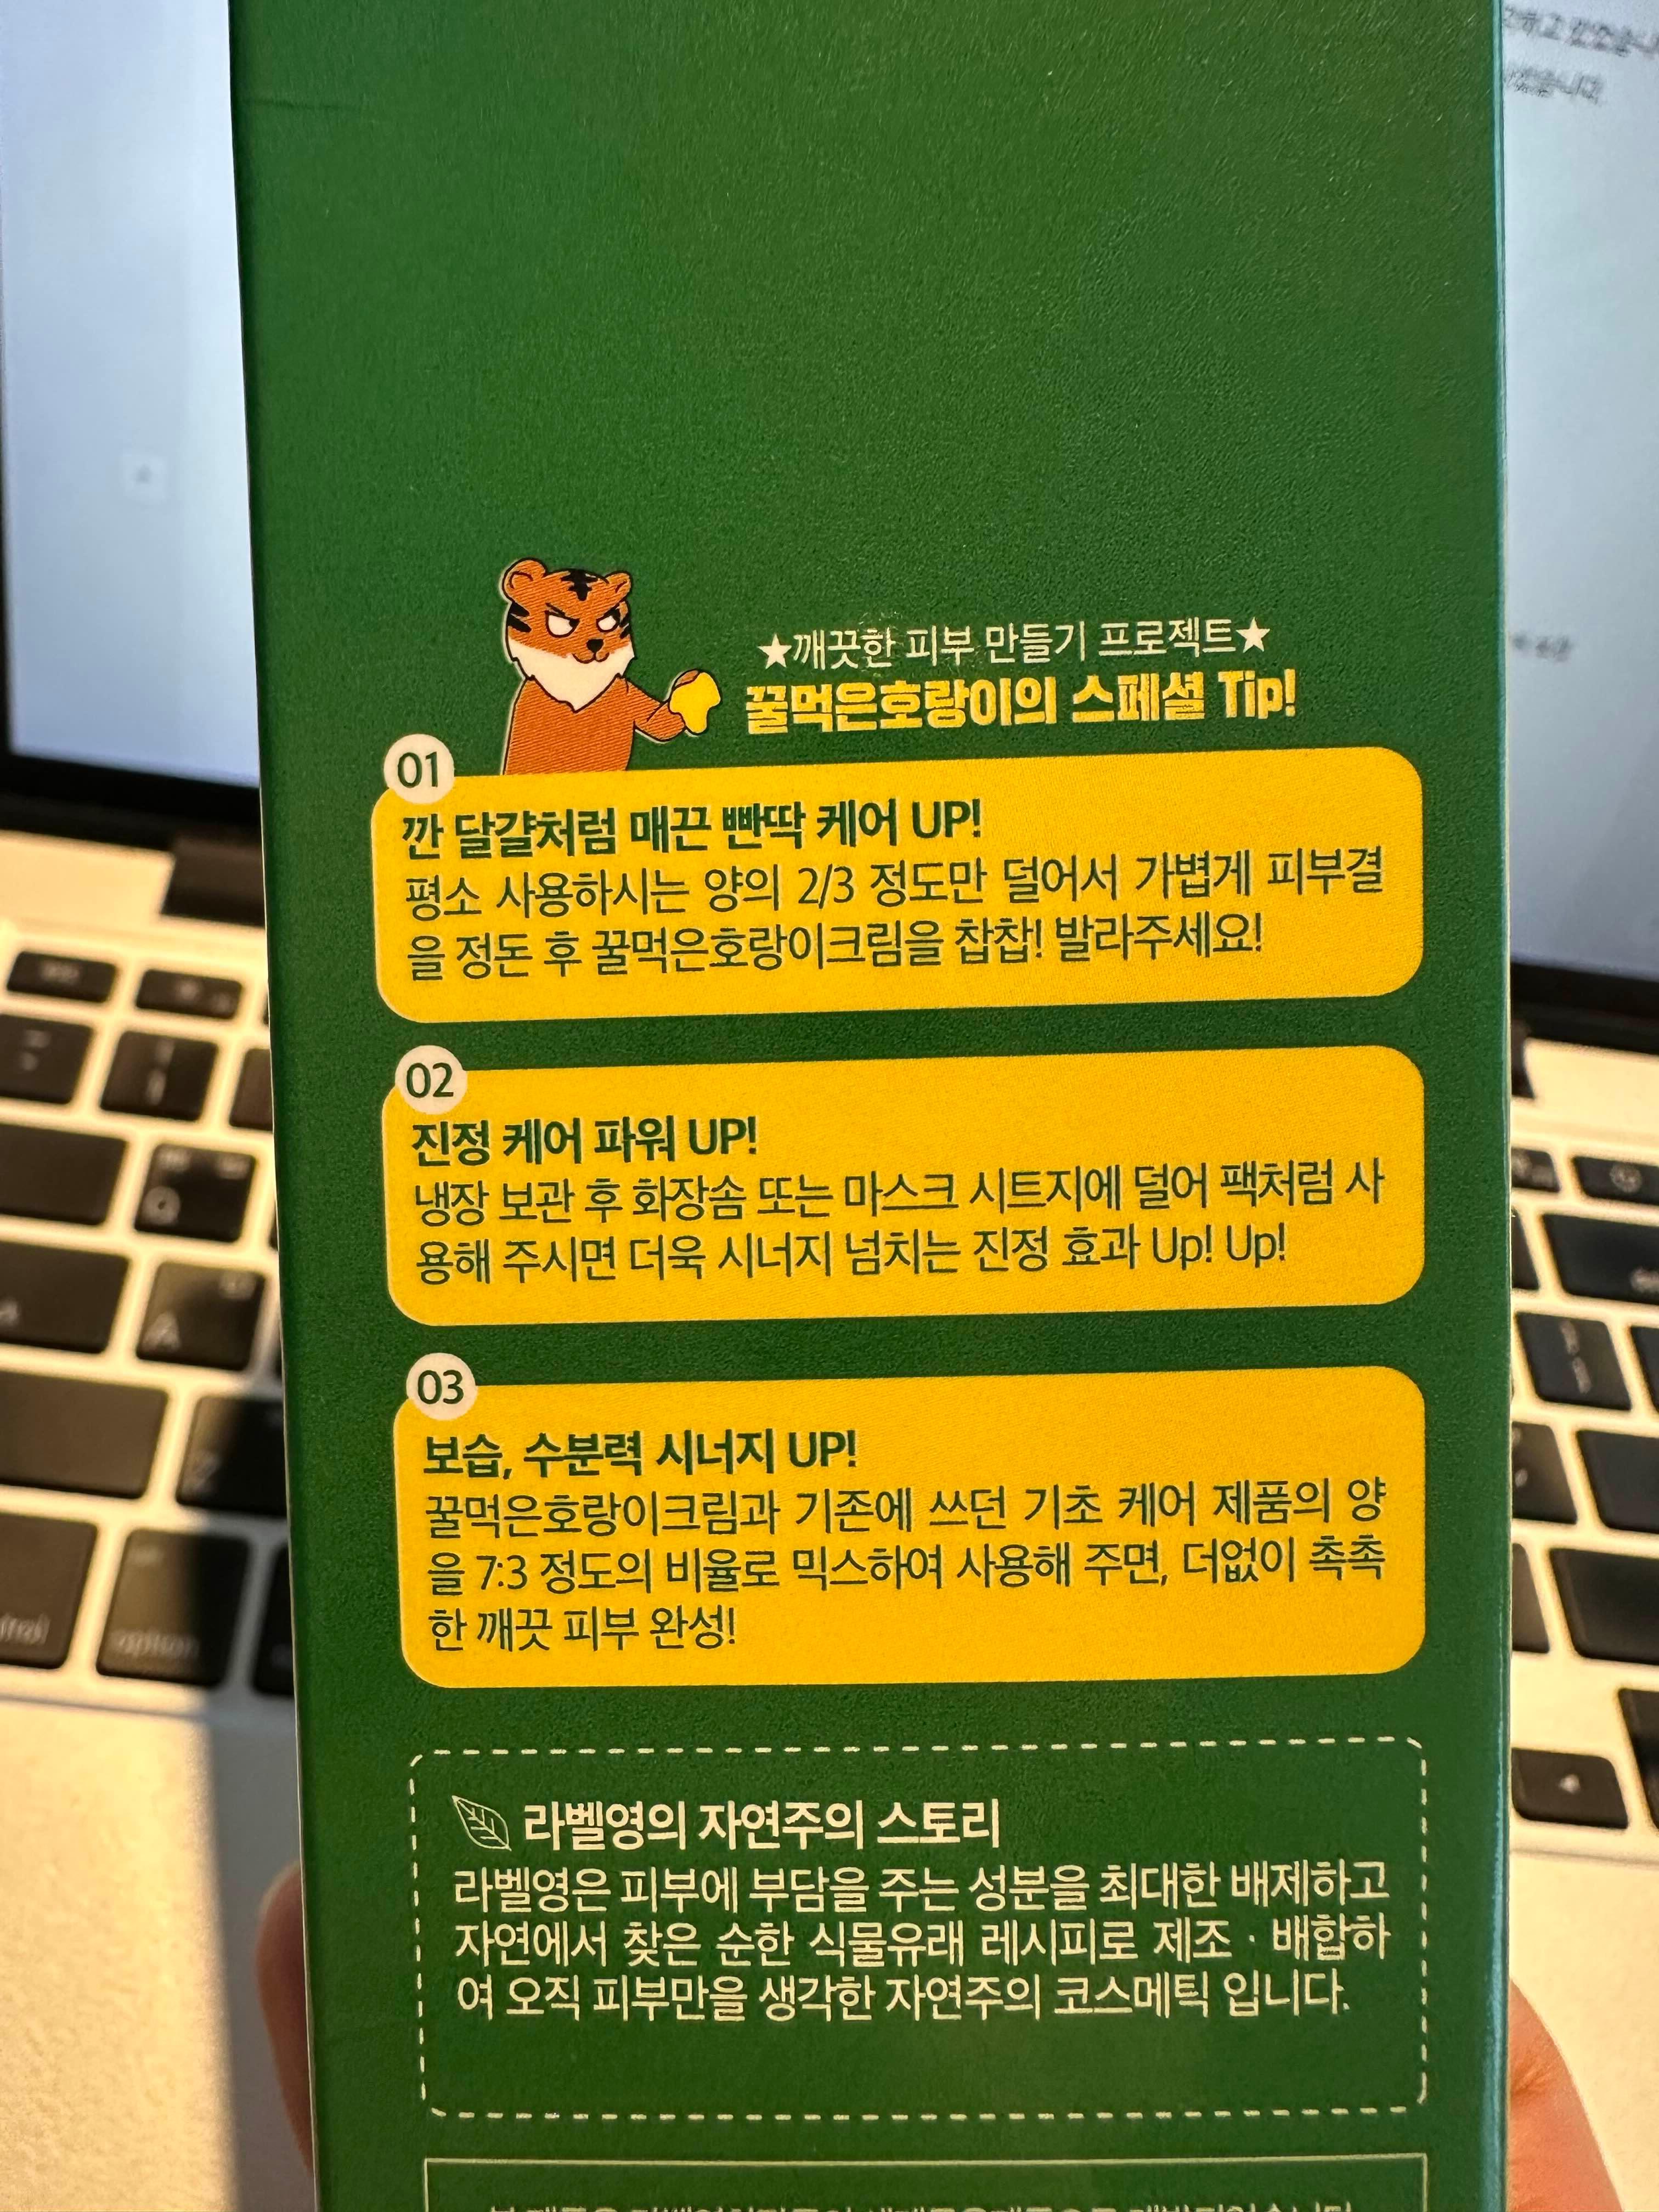 ★깨끗한 피부 만들기 프로젝트★
꿀먹은호랑이의 스페셜 Tip!
01
깐 달걀처럼 매끈 빤딱 케어 UP!
평소 사용하시는 양의 2/3 정도만 덜어서 가볍게 피부결
을 정돈 후 꿀먹은호랑이크림을 찹찹! 발라주세요!
02
진정 케어 파워 UP!
냉장 보관 후 화장솜 또는 마스크 시트지에 덜어 팩처럼 사
용해 주시면 더욱 시너지 넘치는 진정 효과 Up! Up!
03
보습, 수분력 시너지 UP!
꿀먹은호랑이크림과 기존에 쓰던 기초 케어 제품의 양
을 7:3 정도의 비율로 믹스하여 사용해 주면, 더없이 촉촉
한 깨끗 피부 완성!
라벨영의 자연주의 스토리
라벨영은 피부에 부담을 주는 성분을 최대한 배제하고
자연에서 찾은 순한 식물유래 레시피로 제조 · 배합하
여 오직 피부만을 생각한 자연주의 코스메틱 입니다.
Q
A
Z
option